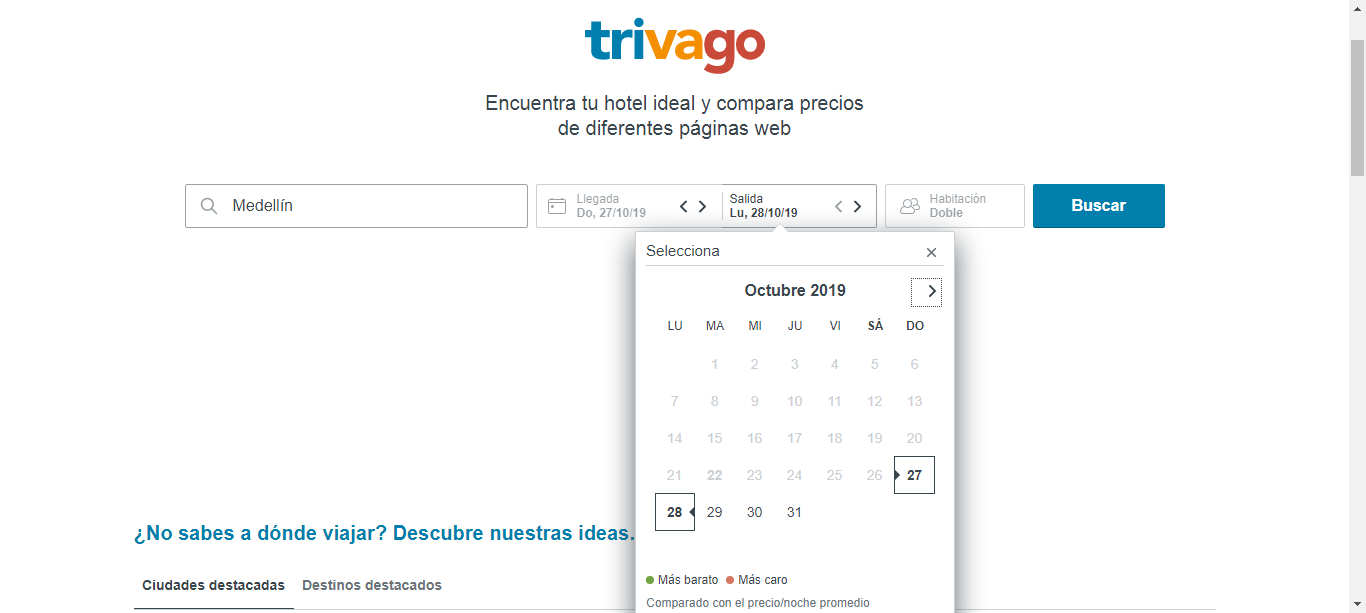 trivago
Encuentra tu hotel ideal y compara precios
de diferentes páginas web
Medellín
Llegada
Do, 27/10/19
Salida
Lu, 28/10/19
Habitación
Doble
Buscar
Selecciona
Octubre 2019
LU MA MI JU VI SÁ DO
1 2 3 4 5 6
7 8 9 10 11 12 13
14 15 16 17 18 19 20
21 22 23 24 25 26 27
28 29 30 31
Más barato Más caro
Comparado con el precio/noche promedio
¿No sabes a dónde viajar? Descubre nuestras ideas.
Ciudades destacadas Destinos destacados